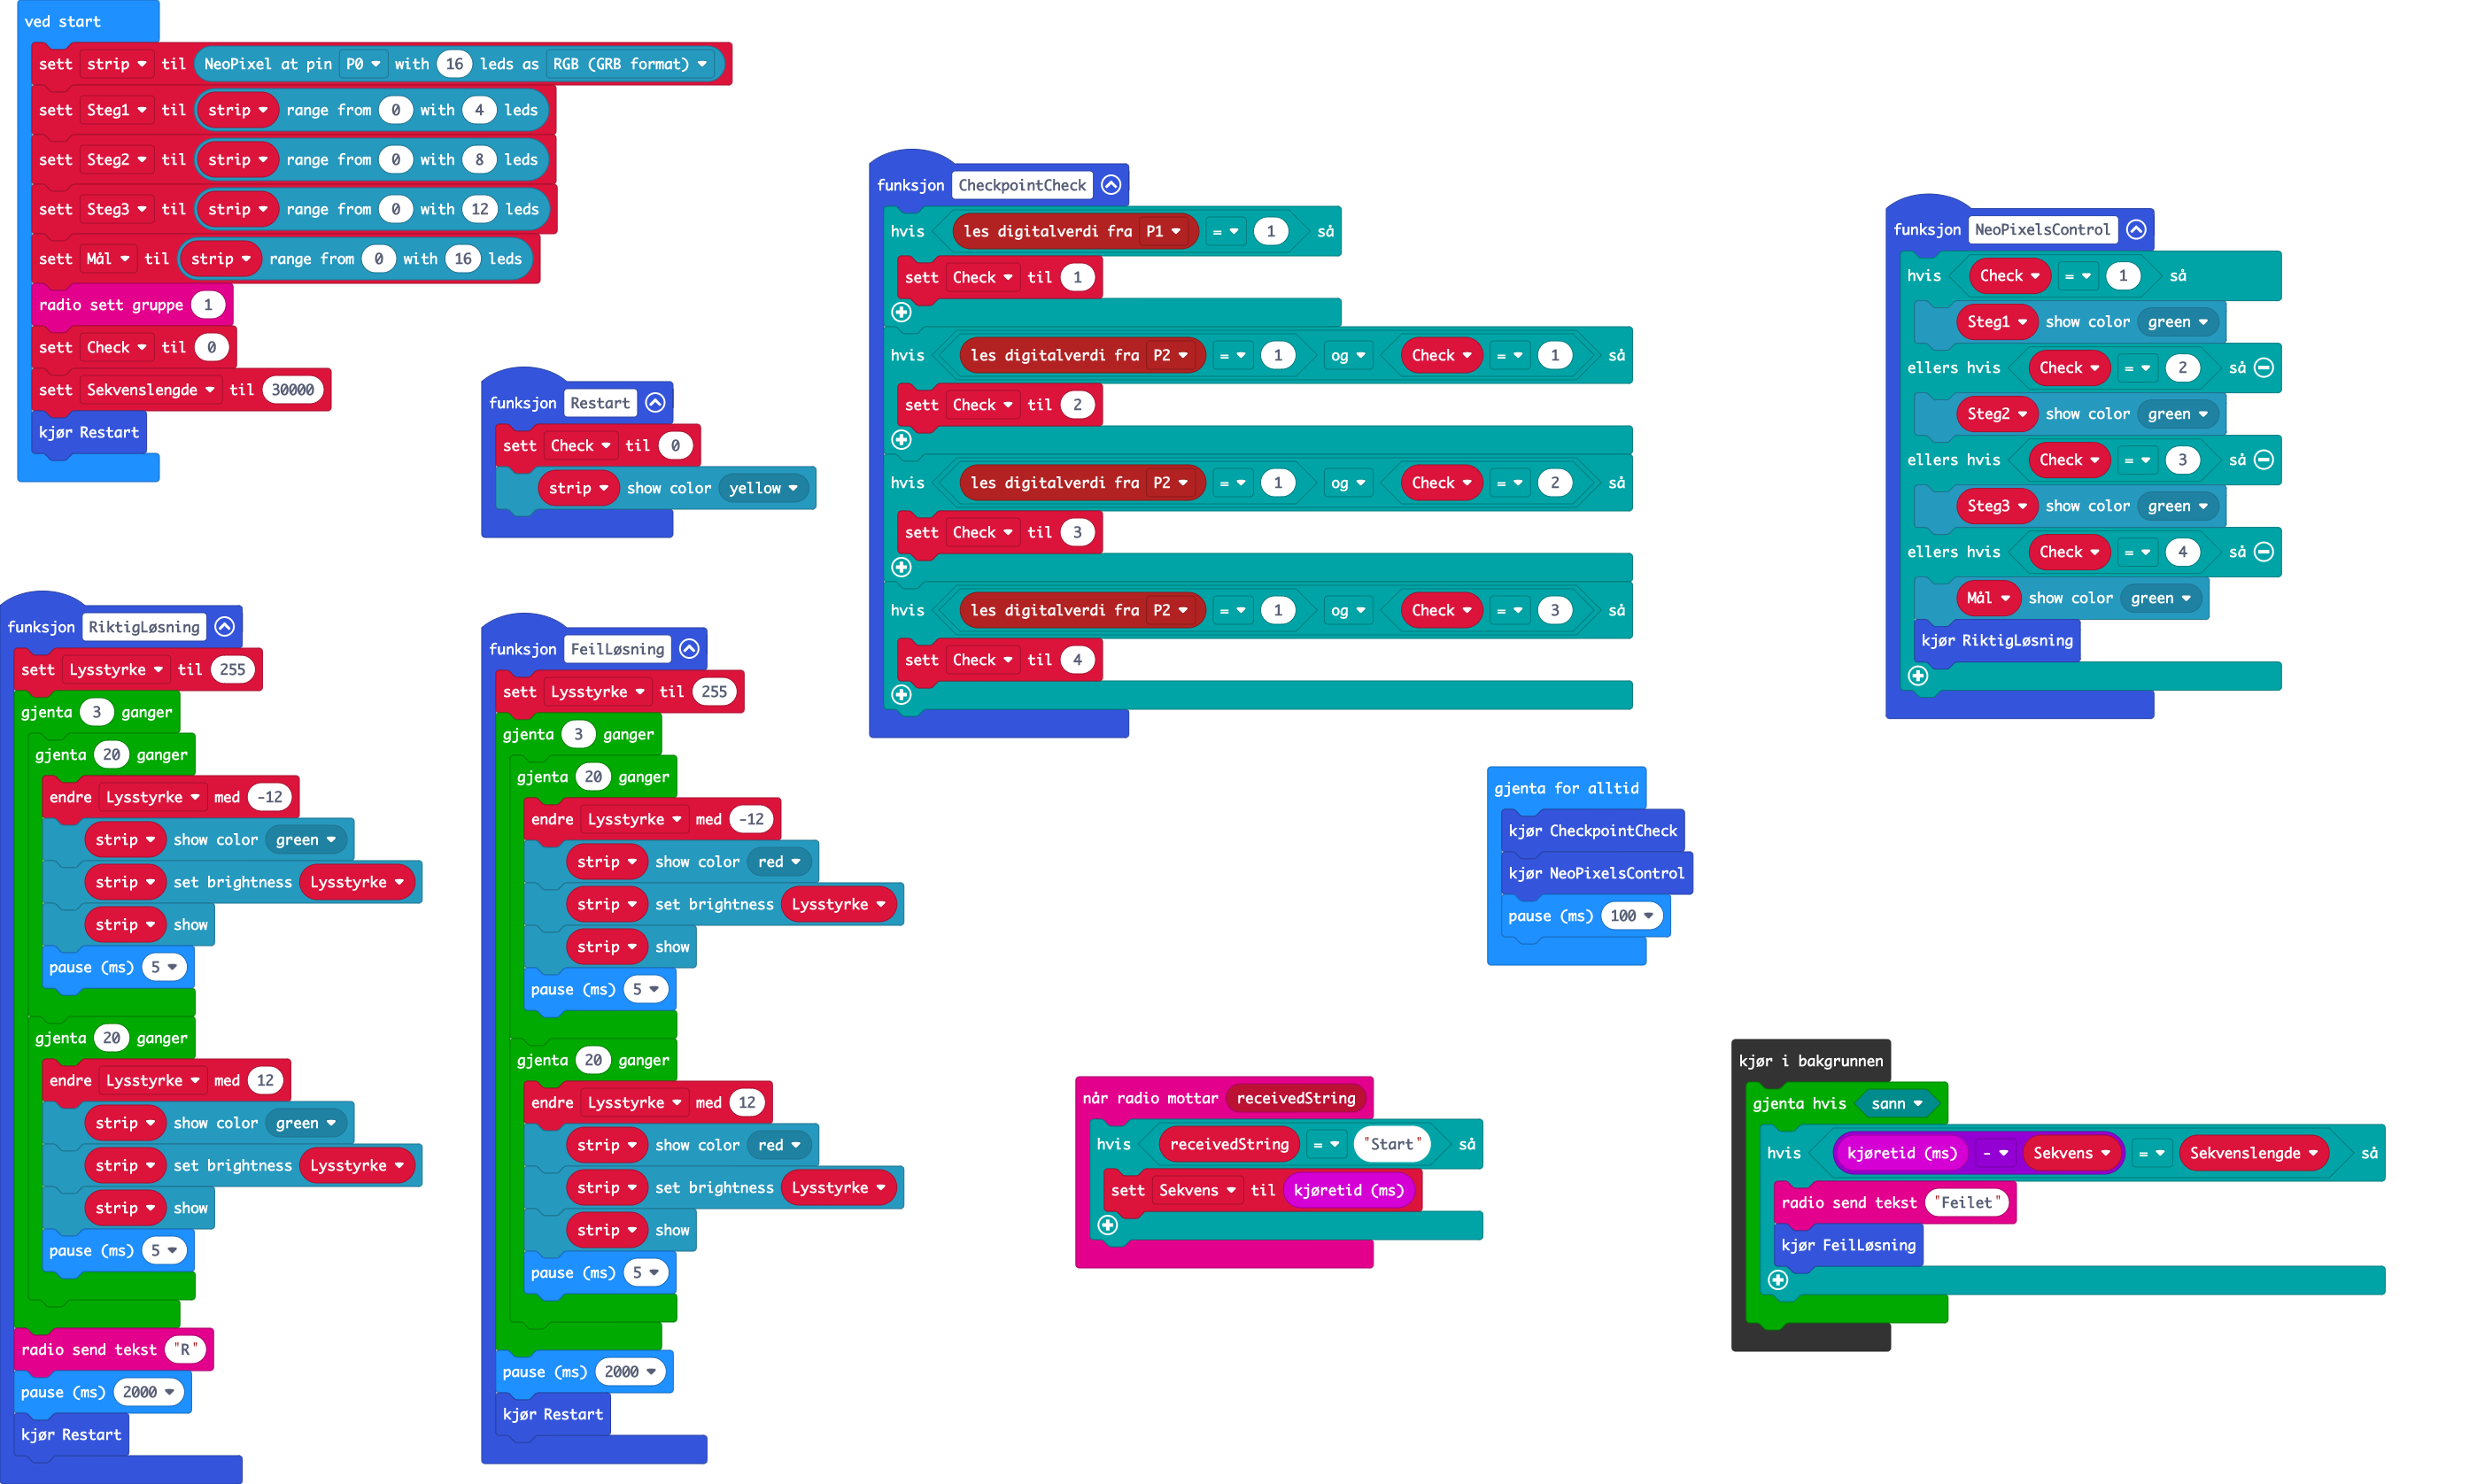 ved start
sett strip til NeoPixel at pin P0 with 16 leds as RGB (GRB format)
sett Steg1 til strip range from 0 with 4 leds
sett Steg2 til strip range from 0 with 8 leds
sett Steg3 til strip range from 0 with 12 leds
sett Mål til strip range from 0 with 16 leds
radio sett gruppe 1
sett Check til 0
sett Sekvenslengde til 30000
kjør Restart
funksjon Restart
sett Check til 0
strip show color yellow
funksjon CheckpointCheck
hvis les digitalverdi fra P1 = 1 så
sett Check til 1
hvis les digitalverdi fra P2 = 1 og Check = 1 så
sett Check til 2
hvis les digitalverdi fra P2 = 1 og Check = 2 så
sett Check til 3
hvis les digitalverdi fra P2 = 1 og Check = 3 så
sett Check til 4
funksjon NeoPixelsControl
hvis Check = 1 så
Steg1 show color green
ellers hvis Check = 2 så
Steg2 show color green
ellers hvis Check = 3 så
Steg3 show color green
ellers hvis Check = 4 så
Mål show color green
kjør RiktigLøsning
funksjon RiktigLøsning
sett Lysstyrke til 255
gjenta 3 ganger
gjenta 20 ganger
endre Lysstyrke med -12
strip show color green
strip set brightness Lysstyrke
strip show
pause (ms) 5
gjenta 20 ganger
endre Lysstyrke med 12
strip show color green
strip set brightness Lysstyrke
strip show
pause (ms) 5
radio send tekst "R"
pause (ms) 2000
kjør Restart
funksjon FeilLøsning
sett Lysstyrke til 255
gjenta 3 ganger
gjenta 20 ganger
endre Lysstyrke med -12
strip show color red
strip set brightness Lysstyrke
strip show
pause (ms) 5
gjenta 20 ganger
endre Lysstyrke med 12
strip show color red
strip set brightness Lysstyrke
strip show
pause (ms) 5
pause (ms) 2000
kjør Restart
gjenta for alltid
kjør CheckpointCheck
kjør NeoPixelsControl
pause (ms) 100
når radio mottar receivedString
hvis receivedString = "Start" så
sett Sekvens til kjøretid (ms)
kjør i bakgrunnen
gjenta hvis sann
hvis kjøretid (ms) - Sekvens = Sekvenslengde så
radio send tekst "Feilet"
kjør FeilLøsning